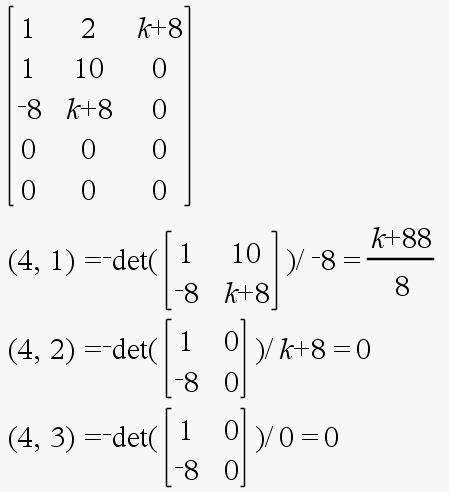 1 2 k+8
1 10 0
-8 k+8 0
0 0 0
0 0 0
(4, 1) =-det( 1 10 )/ -8 = k+88
-8 k+8 8
(4, 2) =-det( 1 0 )/ k+8 = 0
-8 0
(4, 3) =-det( 1 0 )/ 0 = 0
-8 0